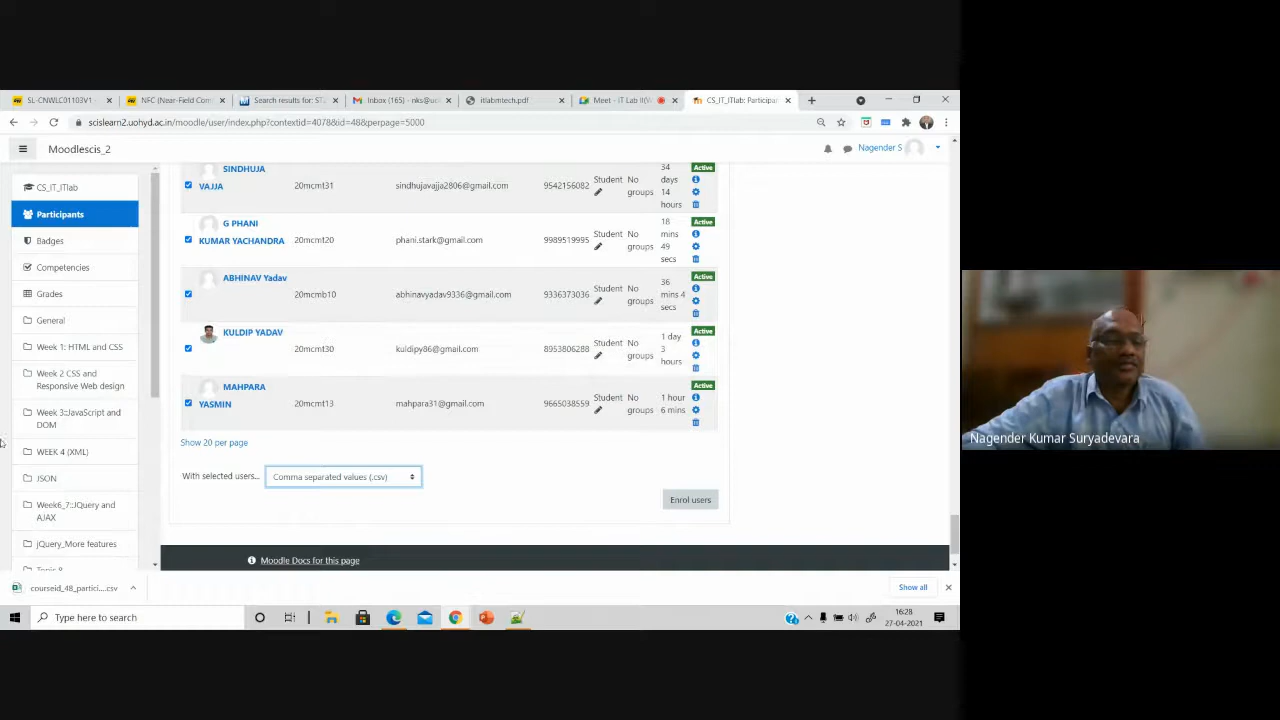 SL-CNWLC01103V1 -
NFC (Near-Field Com
Search results for: ST
Inbox (165) - nks@uo
itlabmtech.pdf
Meet - IT Lab II(W
CS_IT_ITlab: Participan
scislearn2.uohyd.ac.in/moodle/user/index.php?contextid=4078&id=48&perpage=5000
Moodlescis_2
Nagender S
CS_IT_ITlab
Participants
Badges
Competencies
Grades
General
Week 1: HTML and CSS
Week 2 CSS and
Responsive Web design
Week 3::JavaScript and
DOM
WEEK 4 (XML)
JSON
Week6_7::JQuery and
AJAX
jQuery_More features
SINDHUJA
VAJJA
20mcmt31
sindhujavajja2806@gmail.com
9542156082
Student
No
groups
34
days
14
hours
Active
G PHANI
KUMAR YACHANDRA
20mcmt20
phani.stark@gmail.com
9989519995
Student
No
groups
18
mins
49
secs
Active
ABHINAV Yadav
20mcmb10
abhinavyadav9336@gmail.com
9336373036
Student
No
groups
36
mins 4
secs
Active
KULDIP YADAV
20mcmt30
kuldipy86@gmail.com
8953806288
Student
No
groups
1 day
3
hours
Active
MAHPARA
YASMIN
20mcmt13
mahpara31@gmail.com
9665038559
Student
No
groups
1 hour
6 mins
Active
Show 20 per page
With selected users...
Comma separated values (.csv)
Enrol users
Moodle Docs for this page
courseid_48_partici....csv
Show all
Type here to search
16:28
27-04-2021
Nagender Kumar Suryadevara